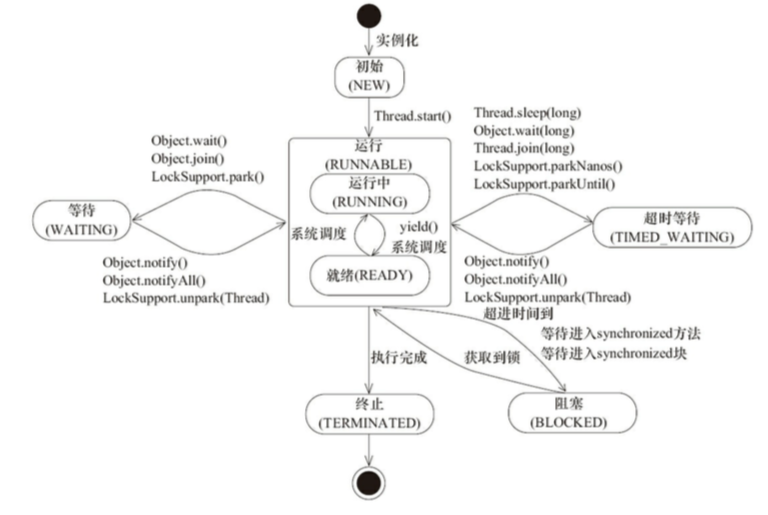 实例化
初始
(NEW)
Thread.start()
Object.wait()
Object.join()
LockSupport.park()
运行
(RUNNABLE)
运行中
(RUNNING)
系统调度
yield()
系统调度
就绪(READY)
Thread.sleep(long)
Object.wait(long)
Thread.join(long)
LockSupport.parkNanos()
LockSupport.parkUntil()
等待
(WAITING)
超时等待
(TIMED_WAITING)
Object.notify()
Object.notifyAll()
LockSupport.unpark(Thread)
Object.notify()
Object.notifyAll()
LockSupport.unpark(Thread)
超进时间到
等待进入synchronized方法
等待进入synchronized块
获取到锁
执行完成
终止
(TERMINATED)
阻塞
(BLOCKED)